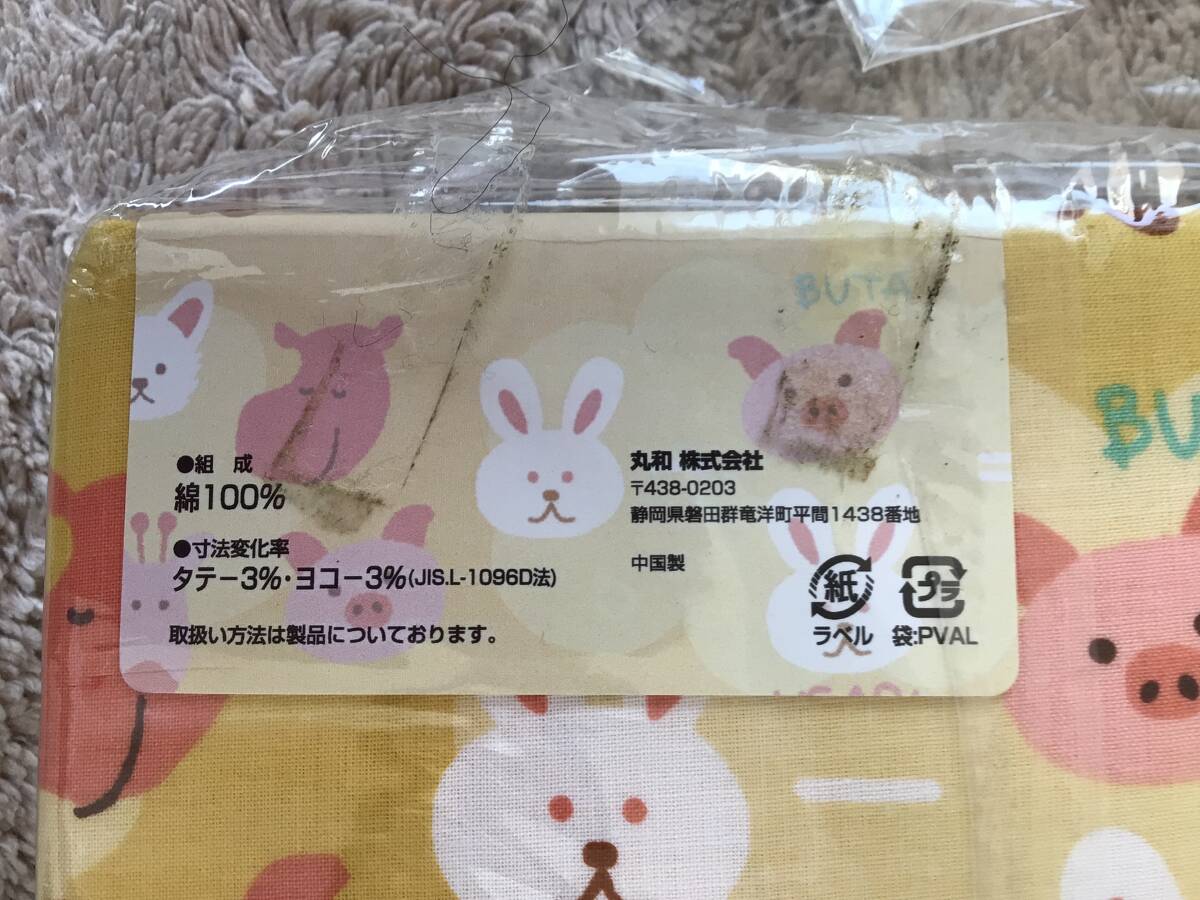 BUTA
BU
●組 成
綿100%
●寸法変化率
タテー3%・ヨコー3%(JIS.L-1096D法)
取扱い方法は製品についております。
丸和 株式会社
〒438-0203
静岡県磐田群竜洋町平間1438番地
中国製
紙
ラベル
プラ
袋:PVAL